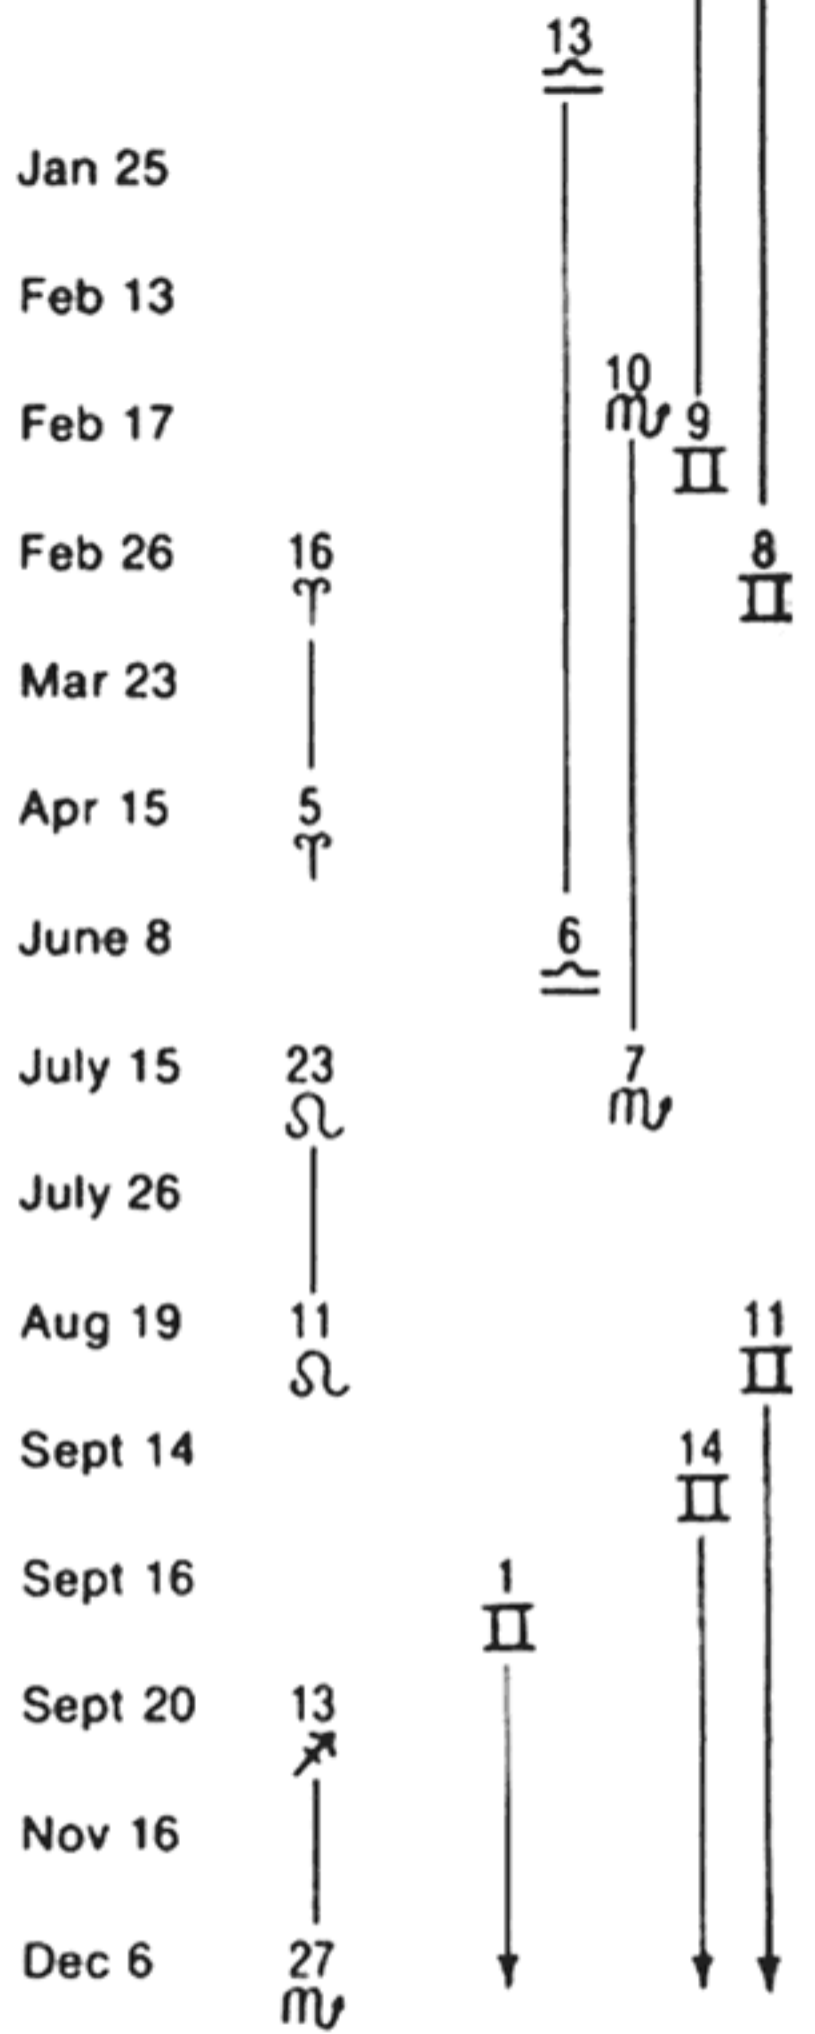 13
♎
Jan 25
Feb 13
10
♏
Feb 17 9
♊
Feb 26 16 8
♈ ♊
Mar 23
Apr 15 5
♈
June 8 6
♎
July 15 23 7
♌ ♏
July 26
Aug 19 11 11
♌ ♊
Sept 14 14
♊
Sept 16 1
♊
Sept 20 13
♐
Nov 16
Dec 6 27
♏